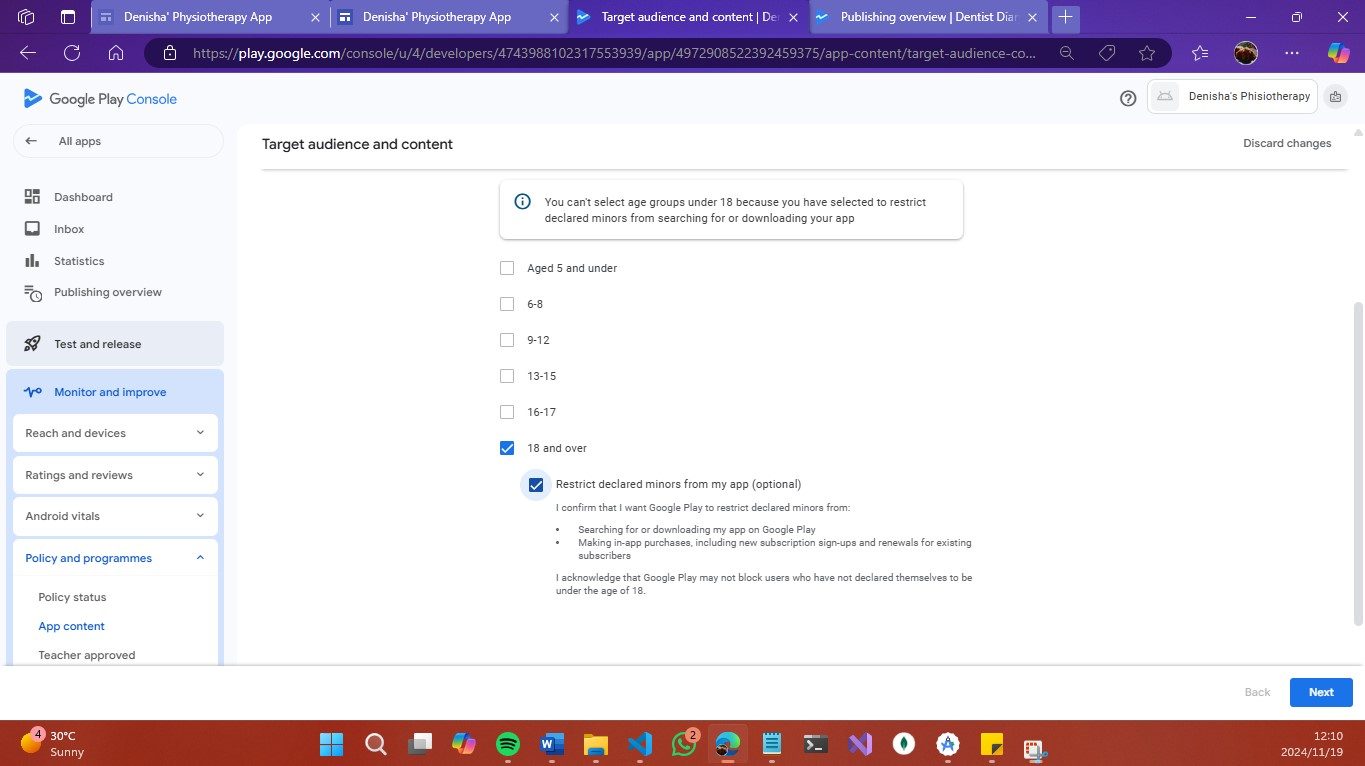 Denisha' Physiotherapy App
Denisha' Physiotherapy App
Target audience and content | De
Publishing overview | Dentist Dia
https://play.google.com/console/u/4/developers/4743988102317553939/app/4972908522392459375/app-content/target-audience-co...
Google Play Console
Denisha's Phisiotherapy
All apps
Target audience and content
Discard changes
Dashboard
Inbox
Statistics
Publishing overview
Test and release
Monitor and improve
Reach and devices
Ratings and reviews
Android vitals
Policy and programmes
Policy status
App content
Teacher approved
You can't select age groups under 18 because you have selected to restrict
declared minors from searching for or downloading your app
Aged 5 and under
6-8
9-12
13-15
16-17
18 and over
Restrict declared minors from my app (optional)
I confirm that I want Google Play to restrict declared minors from:
• Searching for or downloading my app on Google Play
• Making in-app purchases, including new subscription sign-ups and renewals for existing
subscribers
I acknowledge that Google Play may not block users who have not declared themselves to be
under the age of 18.
Back
Next
4
30°C
Sunny
2
12:10
2024/11/19